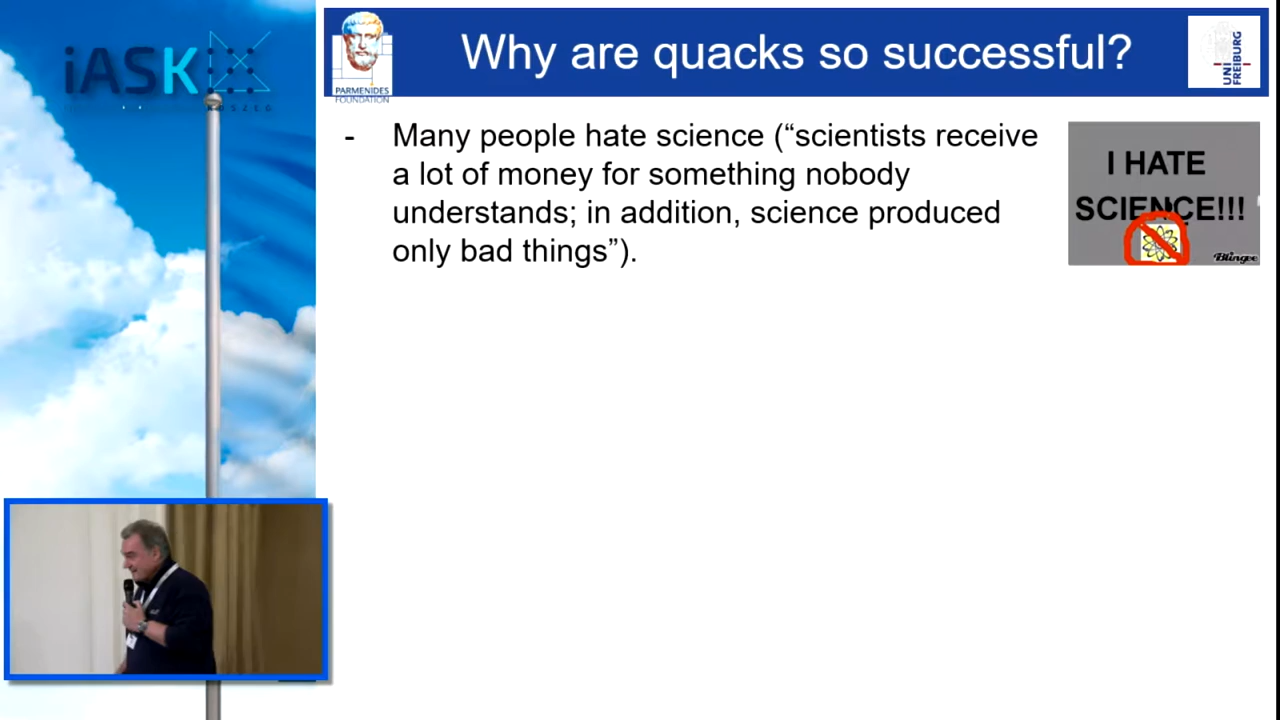 iASK
KOSZEG
PARMENIDES
FOUNDATION
Why are quacks so successful?
UNI
FREIBURG
- Many people hate science (“scientists receive
a lot of money for something nobody
understands; in addition, science produced
only bad things”).
I HATE
SCIENCE!!!
Blingee